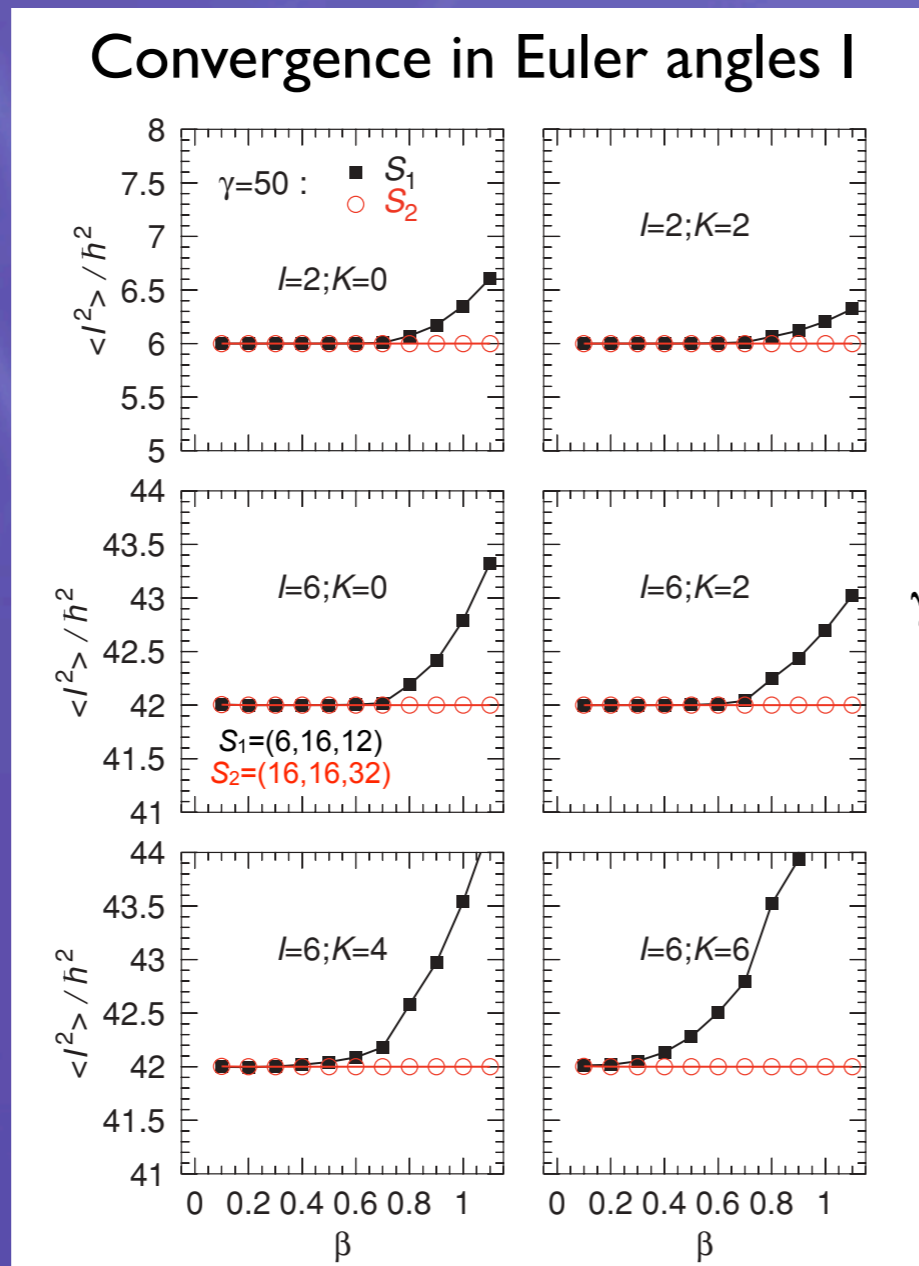 Convergence in Euler angles I
8
7.5
7
6.5
6
5.5
5
<I²> / ħ²
γ=50 :
S₁
S₂
I=2;K=0
I=2;K=2
44
43.5
43
42.5
42
41.5
41
<I²> / ħ²
I=6;K=0
S₁=(6,16,12)
S₂=(16,16,32)
I=6;K=2
44
43.5
43
42.5
42
41.5
41
<I²> / ħ²
I=6;K=4
I=6;K=6
0 0.2 0.4 0.6 0.8 1
0 0.2 0.4 0.6 0.8 1
β
β